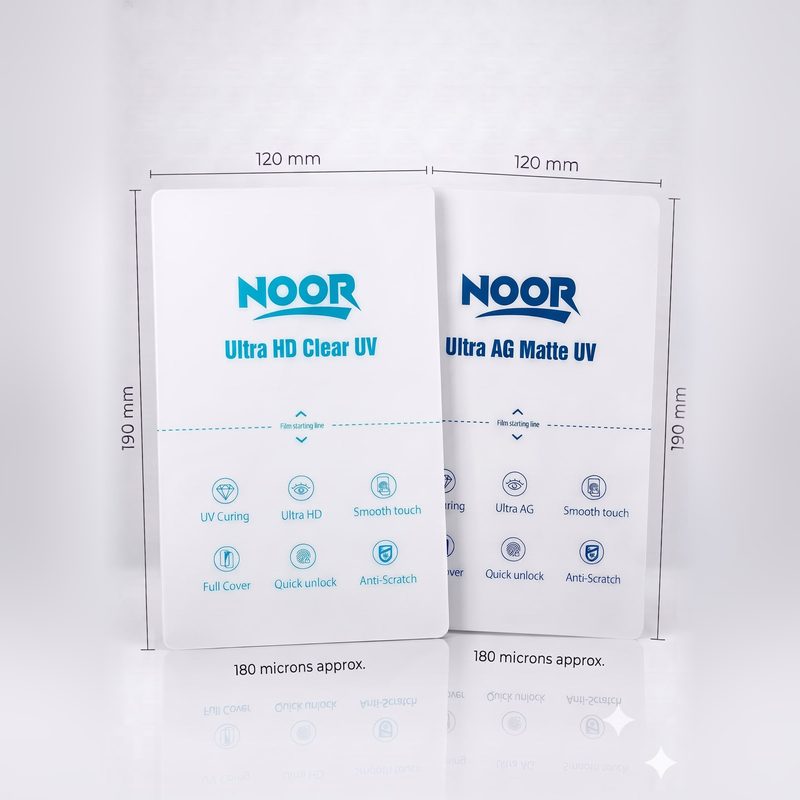 120 mm
120 mm
190 mm
190 mm
NOOR
Ultra HD Clear UV
Film starting line
UV Curing
Ultra HD
Smooth touch
Full Cover
Quick unlock
Anti-Scratch
180 microns approx.
NOOR
Ultra AG Matte UV
Film starting line
ring
Ultra AG
Smooth touch
ver
Quick unlock
Anti-Scratch
180 microns approx.